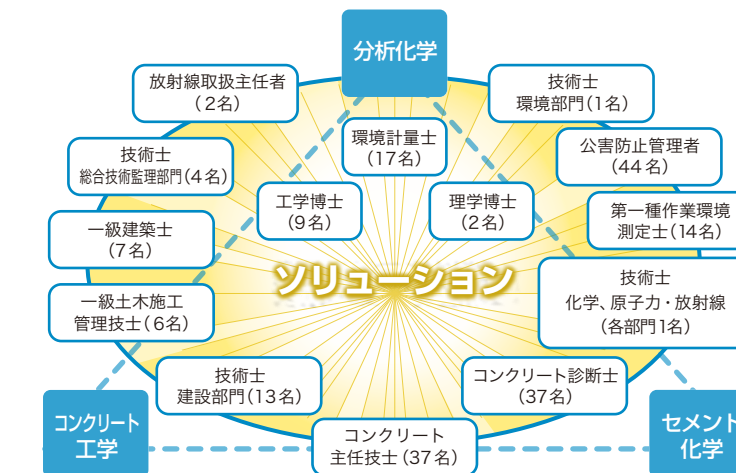 分析化学
放射線取扱主任者
(2名)
技術士
環境部門(1名)
環境計量士
(17名)
公害防止管理者
(44名)
技術士
総合技術監理部門(4名)
工学博士
(9名)
理学博士
(2名)
第一種作業環境
測定士(14名)
一級建築士
(7名)
ソリューション
技術士
化学、原子力・放射線
(各部門1名)
一級土木施工
管理技士(6名)
技術士
建設部門(13名)
コンクリート診断士
(37名)
コンクリート
工学
コンクリート
主任技士(37名)
セメント
化学